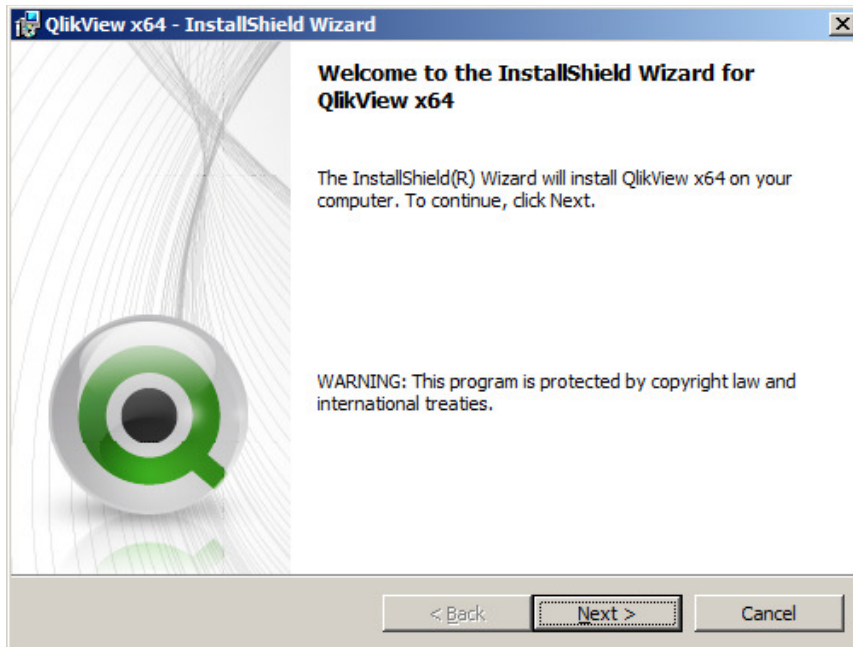 QlikView x64 - InstallShield Wizard
Welcome to the InstallShield Wizard for
QlikView x64
The InstallShield(R) Wizard will install QlikView x64 on your
computer. To continue, click Next.
WARNING: This program is protected by copyright law and
international treaties.
< Back
Next >
Cancel